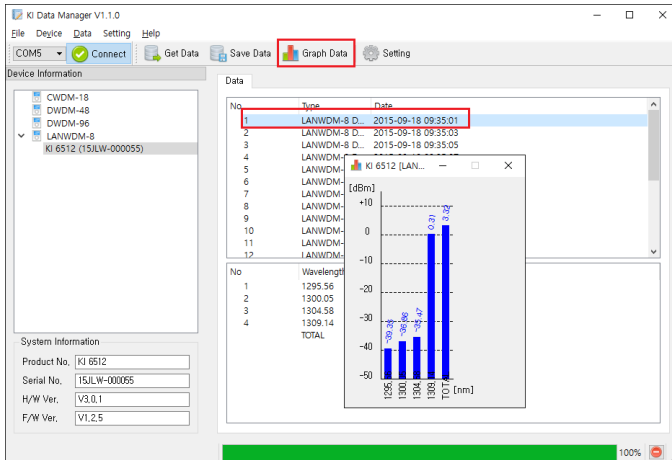 KI Data Manager V1.1.0
File Device Data Setting Help
COM5 Connect Get Data Save Data Graph Data Setting
Device Information
CWDM-18
DWDM-48
DWDM-96
LANWDM-8
KI 6512 (15JLW-000055)
System Information
Product No, KI 6512
Serial No, 15JLW-000055
H/W Ver, V3,0,1
F/W Ver, V1,2,5
Data
No Type Date
1 LANWDM-8 D... 2015-09-18 09:35:01
2 LANWDM-8 D... 2015-09-18 09:35:03
3 LANWDM-8 D... 2015-09-18 09:35:05
4
5 LANWDM-
6 LANWDM-
7 LANWDM-
8 LANWDM-
9 LANWDM-
10 LANWDM-
11 LANWDM-
12 LANWDM-
No Wavelengt
1 1295.56
2 1300.05
3 1304.58
4 1309.14
TOTAL
KI 6512 [LAN...
[dBm]
+10
0
-10
-20
-30
-40
-50
0.31
3.32
-35.47
1295,
1300,
1304,
1309,
TOTA
[nm]
100%